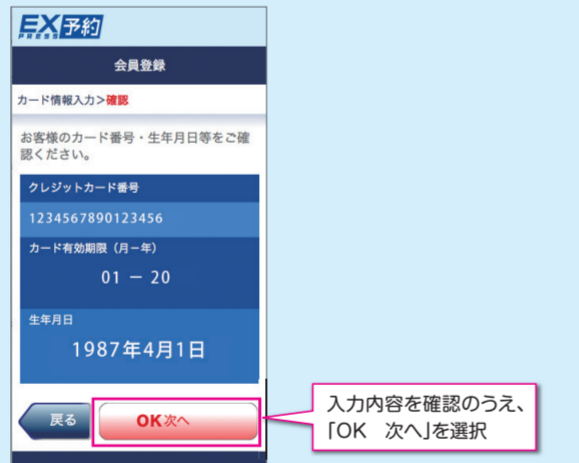 EX予約
PRESS
会員登録
カード情報入力>確認
お客様のカード番号・生年月日等をご確
認ください。
クレジットカード番号
1234567890123456
カード有効期限（月ー年）
01 － 20
生年月日
1987年4月1日
戻る
OK次へ
入力内容を確認のうえ、
「OK　次へ」を選択